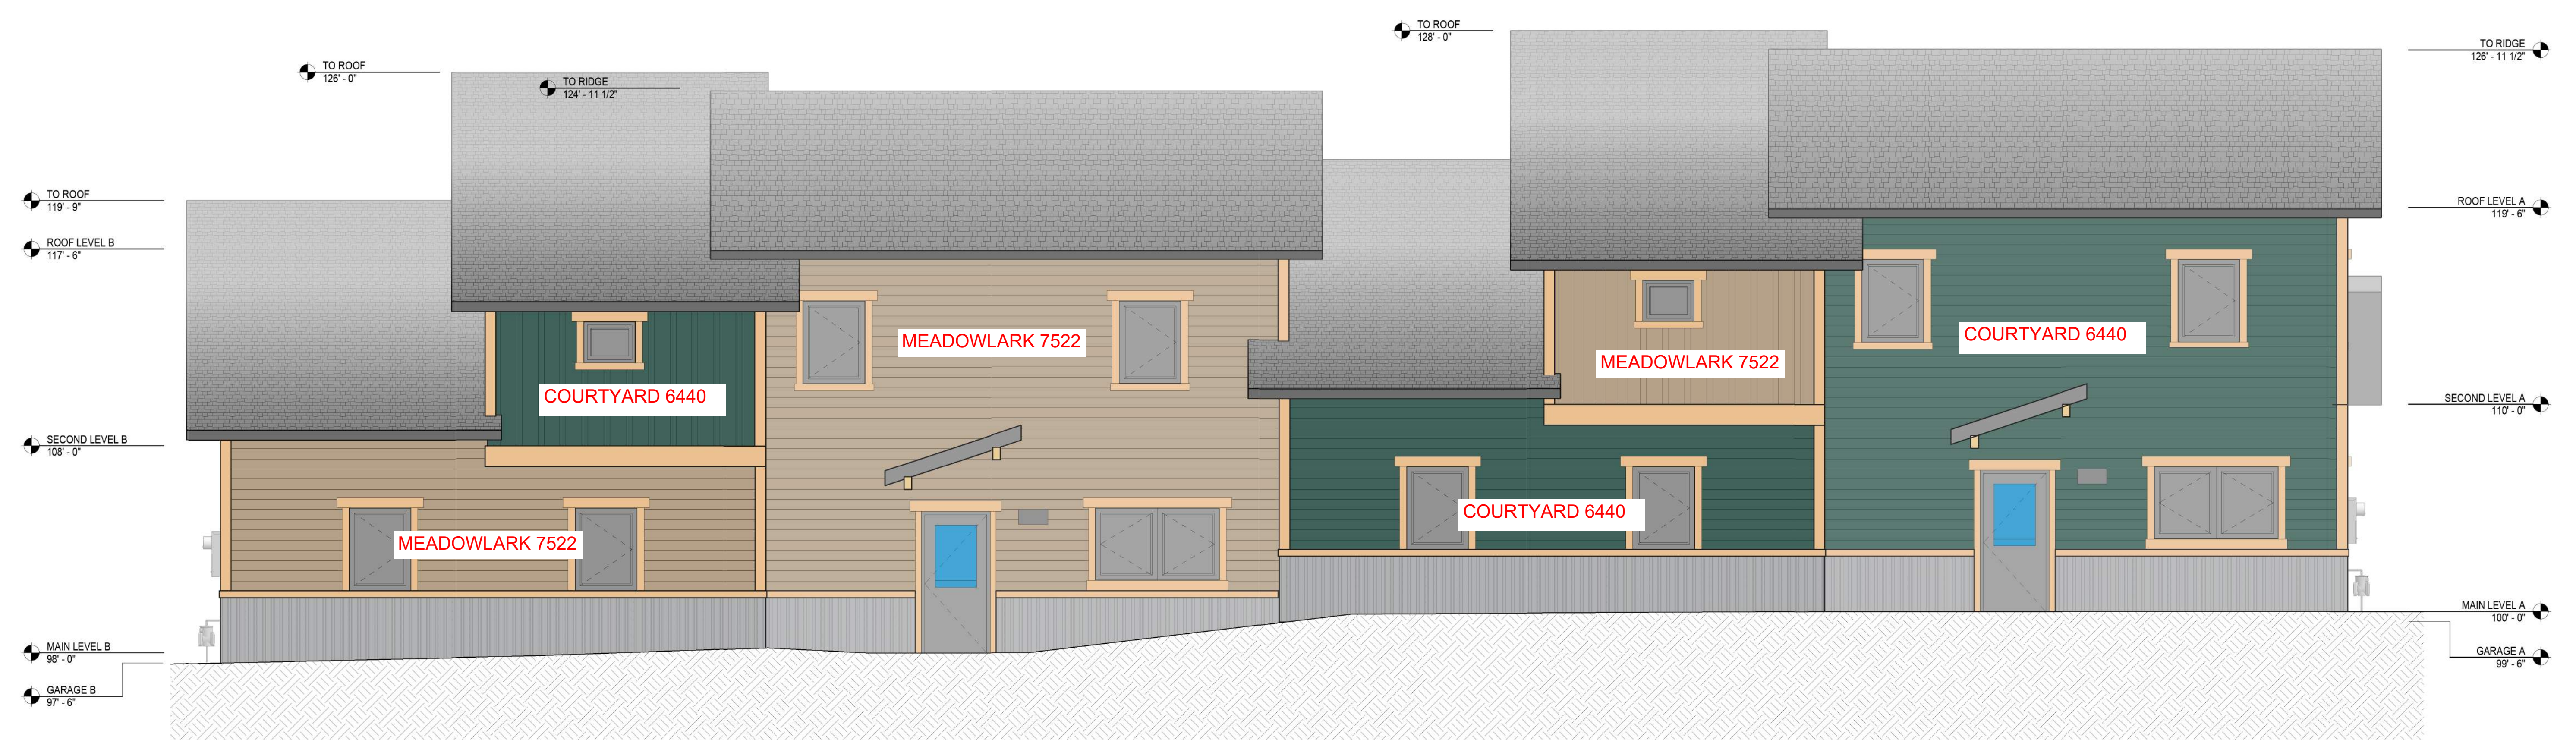 TO ROOF
128' - 0"
TO RIDGE
126' - 11 1/2"
TO ROOF
126' - 0"
TO RIDGE
124' - 11 1/2"
TO ROOF
119' - 9"
ROOF LEVEL A
119' - 6"
ROOF LEVEL B
117' - 6"
MEADOWLARK 7522
COURTYARD 6440
MEADOWLARK 7522
COURTYARD 6440
SECOND LEVEL A
110' - 0"
SECOND LEVEL B
108' - 0"
COURTYARD 6440
MEADOWLARK 7522
MAIN LEVEL A
100' - 0"
MAIN LEVEL B
98' - 0"
GARAGE A
99' - 6"
GARAGE B
97' - 6"